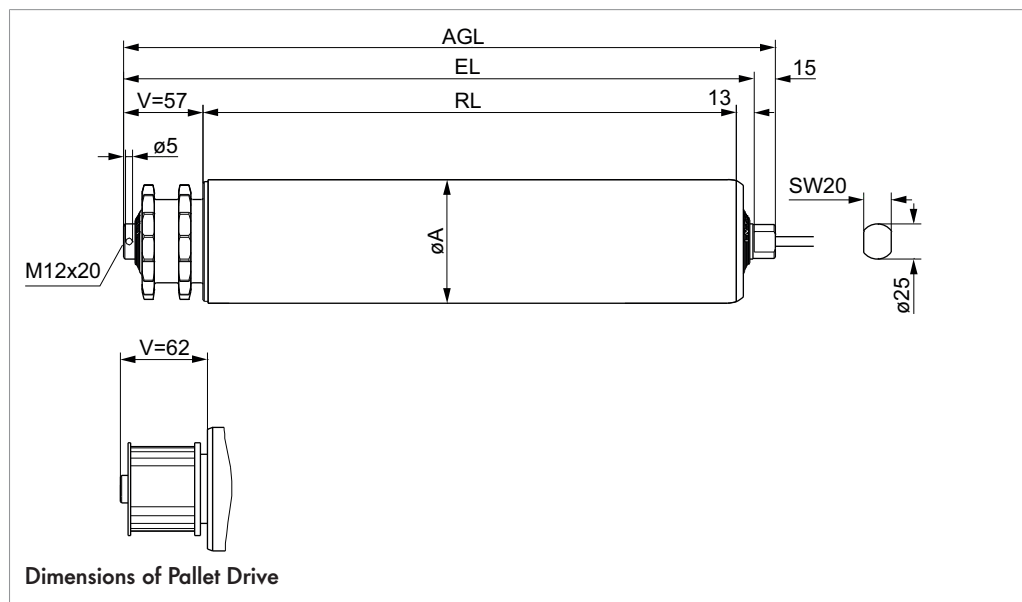 AGL
EL
15
V=57
RL
13
ø5
SW20
øA
M12x20
ø25
V=62
Dimensions of Pallet Drive